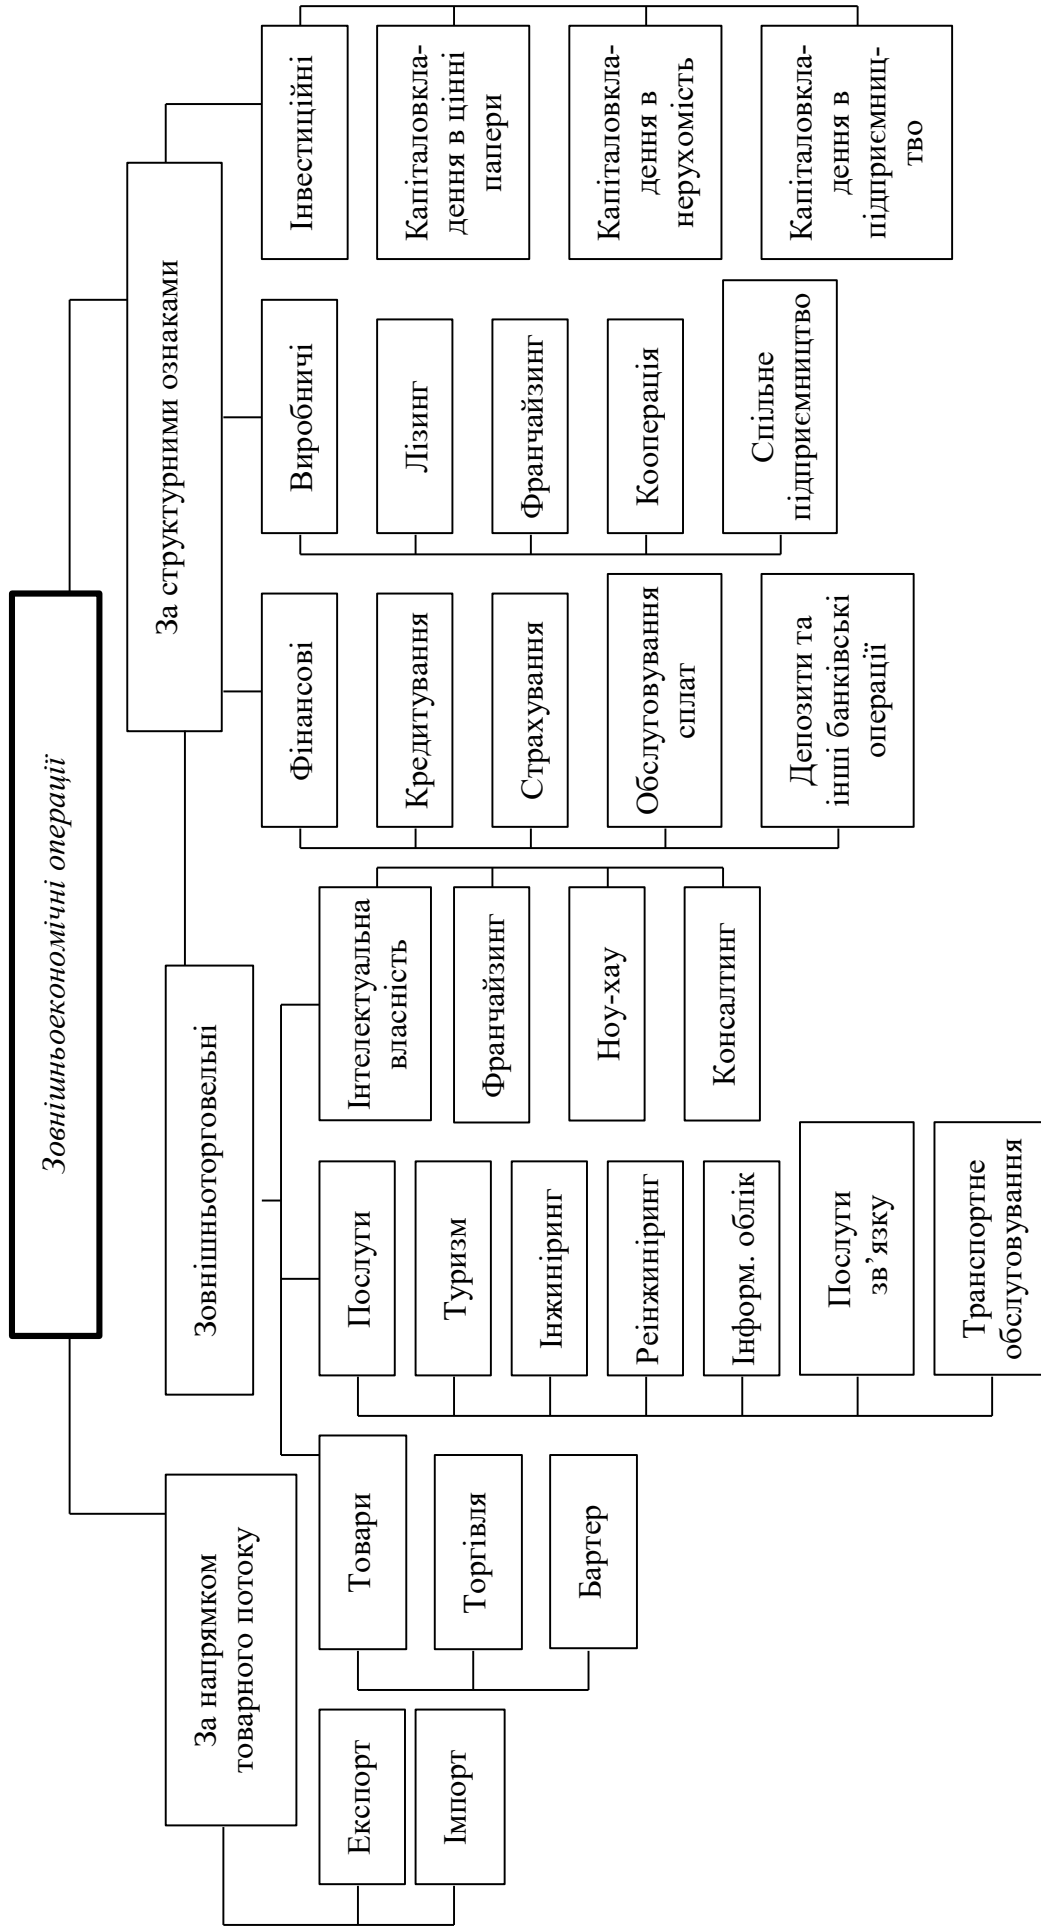 Зовнішньоекономічні операції
За напрямком
товарного потоку
Експорт
Імпорт
Зовнішньоторговельні
Товари
Торгівля
Бартер
Послуги
Туризм
Інжиніринг
Реінжиніринг
Інформ. облік
Послуги
зв’язку
Транспортне
обслуговування
Інтелектуальна
власність
Франчайзинг
Ноу-хау
Консалтинг
За структурними ознаками
Фінансові
Кредитування
Страхування
Обслуговування
сплат
Депозити та
інші банківські
операції
Виробничі
Лізинг
Франчайзинг
Кооперація
Спільне
підприємництво
Інвестиційні
Капіталовкла-
дення в цінні
папери
Капіталовкла-
дення в
нерухомість
Капіталовкла-
дення в
підприємниц-
тво